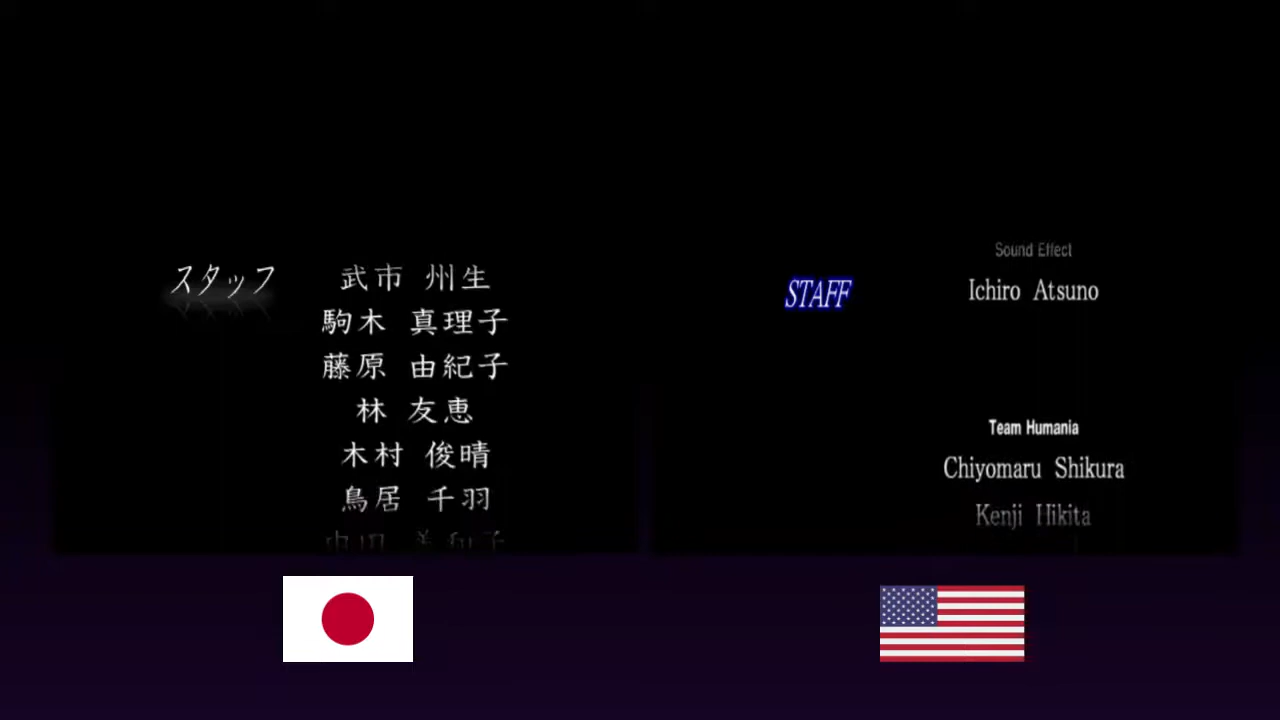 スタッフ
武市 州生
駒木 真理子
藤原 由紀子
林 友恵
木村 俊晴
鳥居 千羽
STAFF
Sound Effect
Ichiro Atsuno
Team Humania
Chiyomaru Shikura
Kenji Hikita